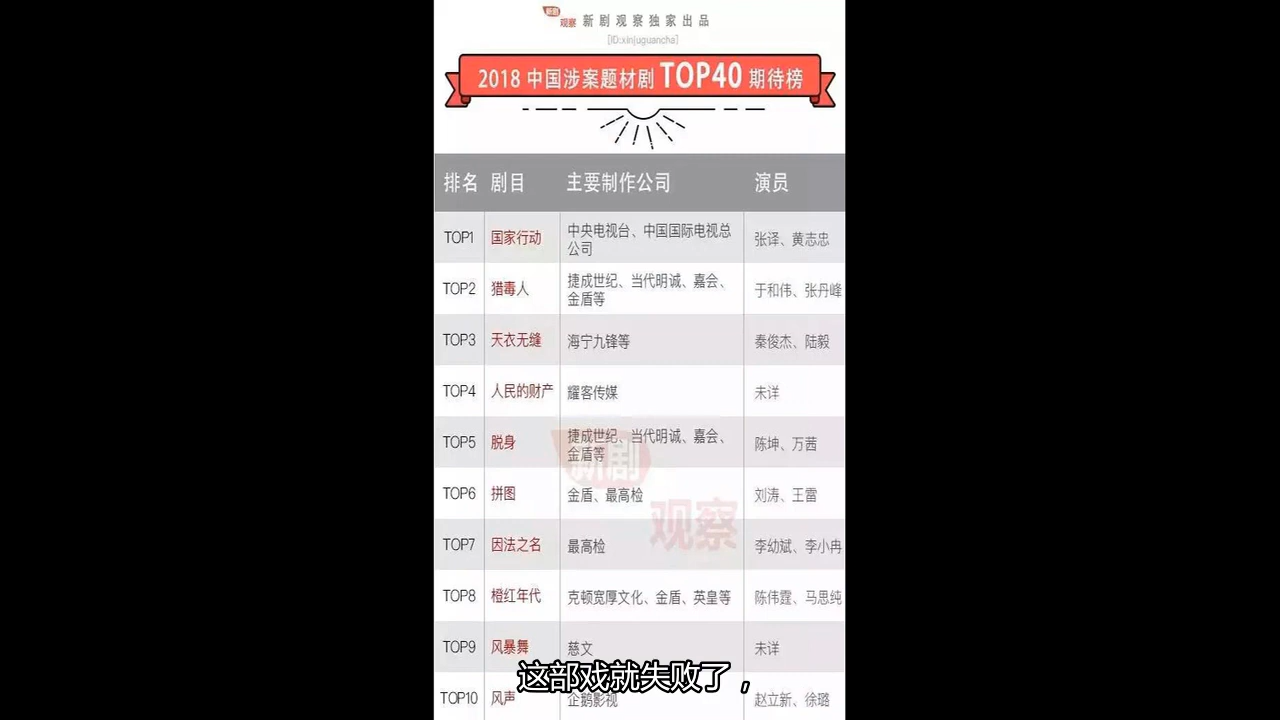 新剧
观察 新剧观察独家出品
[ID:xinjuguancha]
2018 中国涉案题材剧 TOP40 期待榜
排名 剧目 主要制作公司 演员
TOP1 国家行动 中央电视台、中国国际电视总
公司 张泽、黄志忠
TOP2 猎毒人 捷成世纪、当代明诚、嘉会、
金盾等 于和伟、张丹峰
TOP3 天衣无缝 海宁九锋等 秦俊杰、陆毅
TOP4 人民的财产 耀客传媒 未详
TOP5 脱身 捷成世纪、当代明诚、嘉会、
金盾等 陈坤、万茜
TOP6 拼图 金盾、最高检 刘涛、王雷
TOP7 因法之名 最高检 李幼斌、李小冉
TOP8 橙红年代 克顿宽厚文化、金盾、英皇等 陈伟霆、马思纯
TOP9 风暴舞 慈文 未详
TOP10 风声 企鹅影视 赵立新、徐璐
新剧
观察
这部戏就失败了，